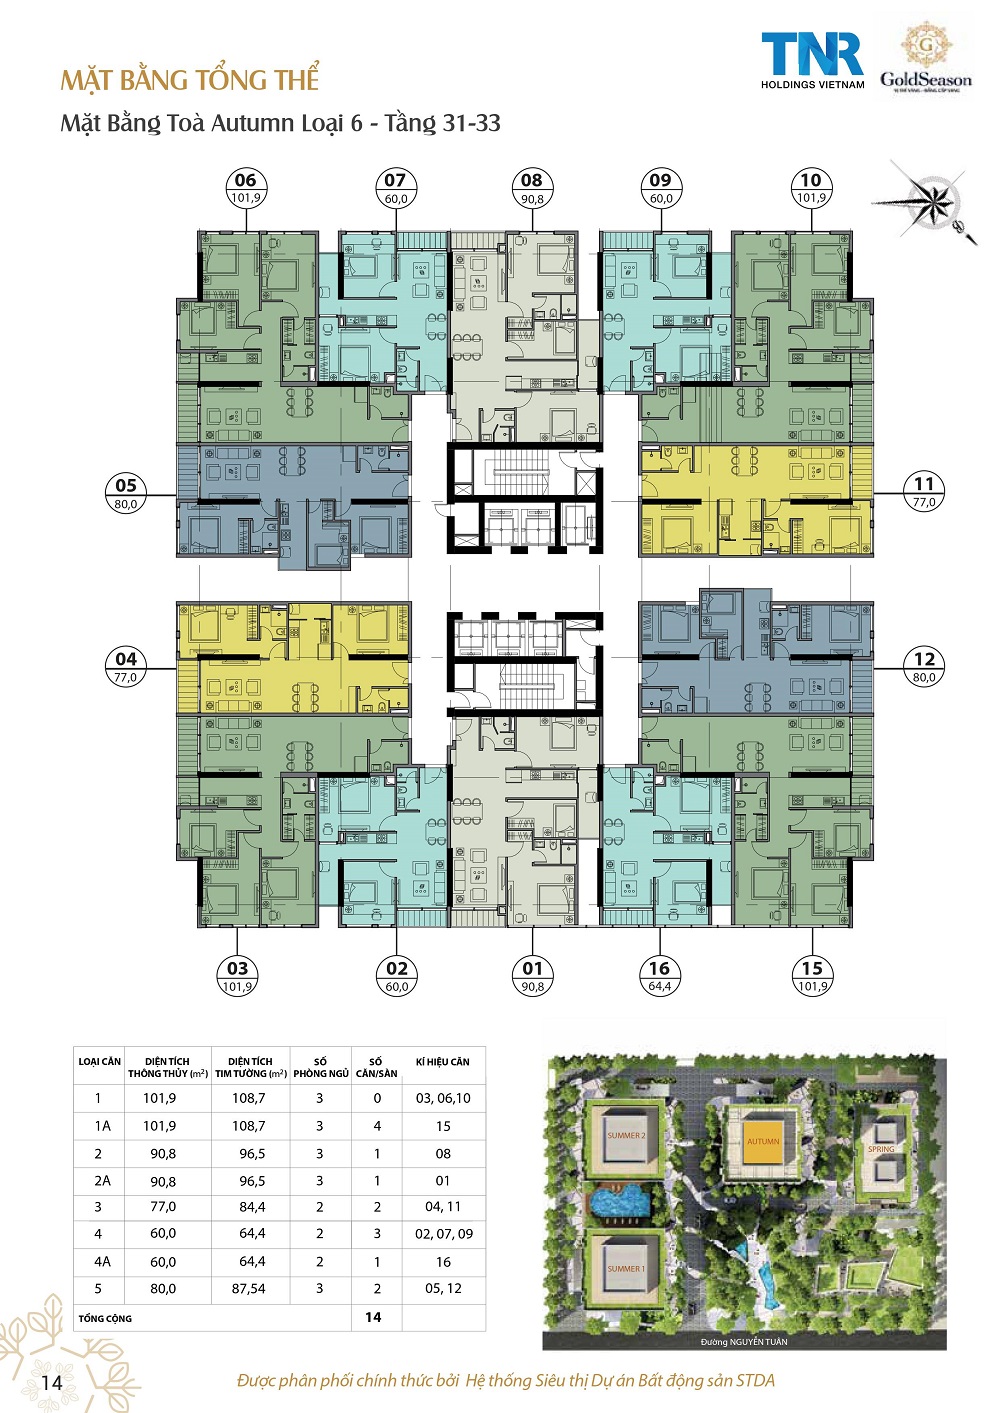 TNR
HOLDINGS VIETNAM
G
GoldSeason
VỊ THẾ VÀNG - ĐẲNG CẤP VÀNG
MẶT BẰNG TỔNG THỂ
Mặt Bằng Toà Autumn Loại 6 - Tầng 31-33
06
101,9
07
60,0
08
90,8
09
60,0
10
101,9
05
80,0
11
77,0
04
77,0
12
80,0
03
101,9
02
60,0
01
90,8
16
64,4
15
101,9
LOẠI CĂN DIỆN TÍCH THÔNG THỦY (m²) DIỆN TÍCH TIM TƯỜNG (m²) SỐ PHÒNG NGỦ SỐ CĂN/SÀN KÍ HIỆU CĂN
1 101,9 108,7 3 0 03, 06,10
1A 101,9 108,7 3 4 15
2 90,8 96,5 3 1 08
2A 90,8 96,5 3 1 01
3 77,0 84,4 2 2 04, 11
4 60,0 64,4 2 3 02, 07, 09
4A 60,0 64,4 2 1 16
5 80,0 87,54 3 2 05, 12
TỔNG CỘNG 14
SUMMER 2
AUTUMN
SPRING
SUMMER 1
Đường NGUYỄN TUÂN
14
Được phân phối chính thức bởi Hệ thống Siêu thị Dự án Bất động sản STDA